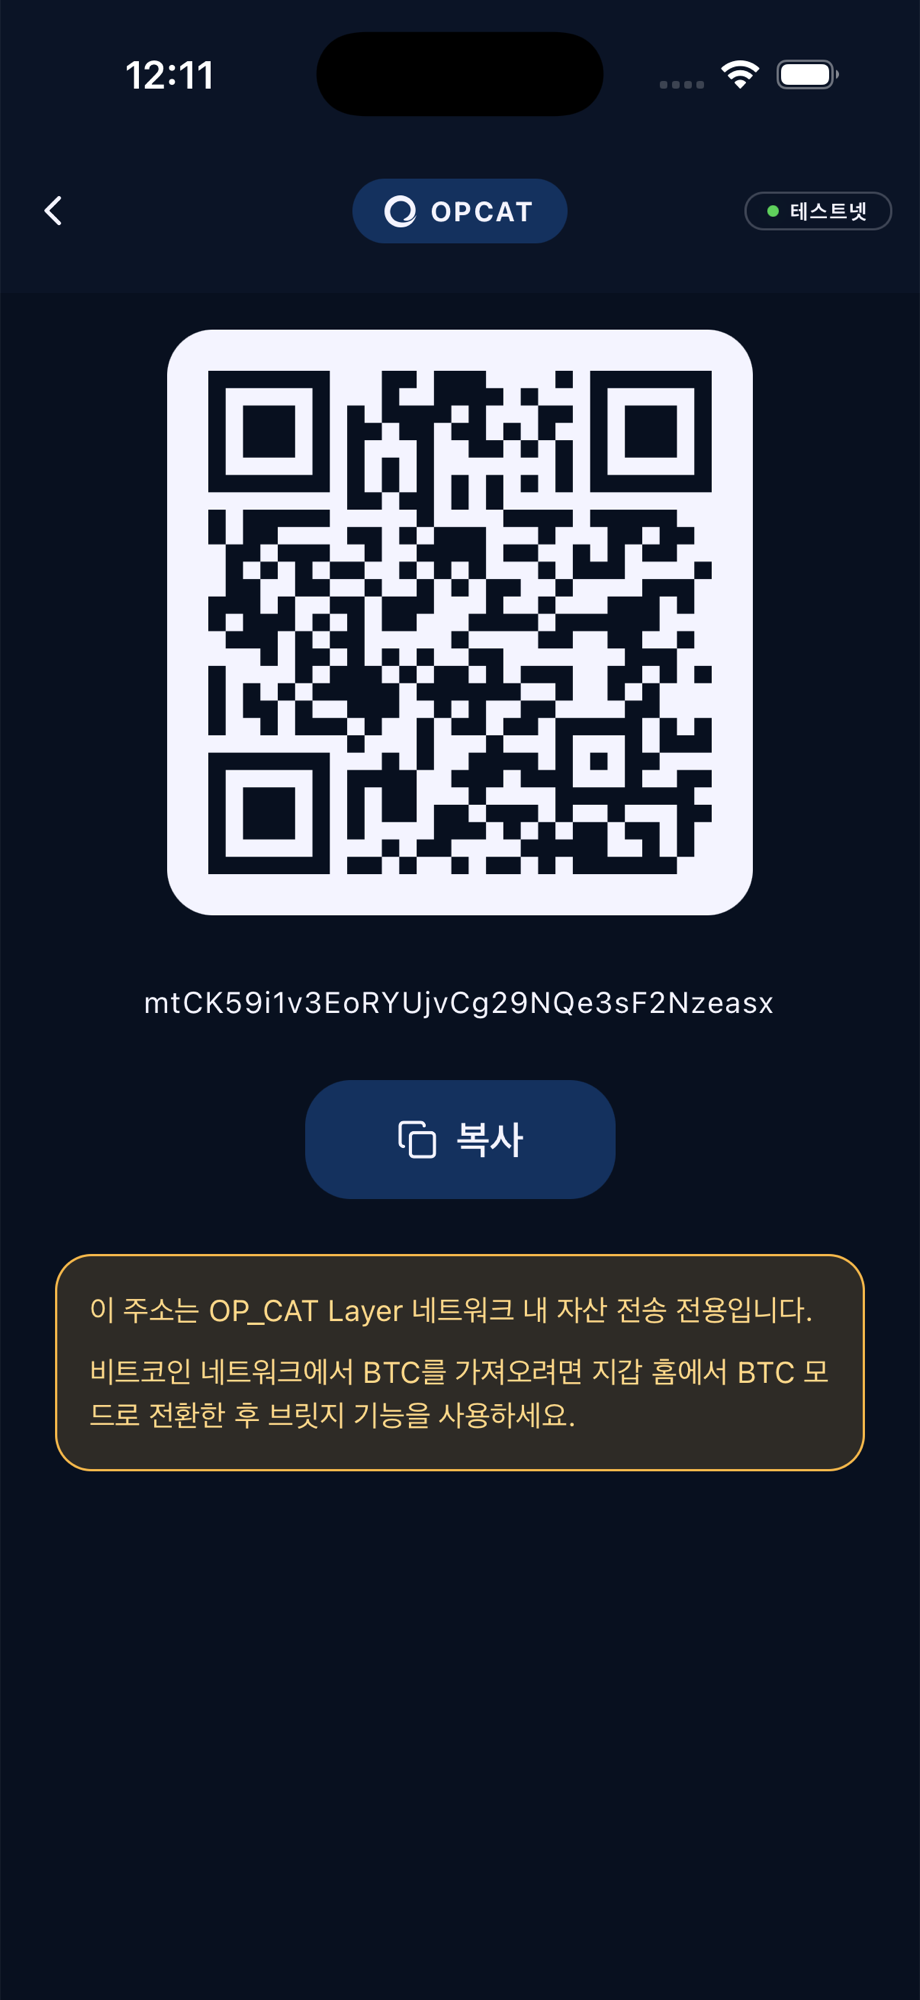 12:11
OPCAT
테스트넷
mtCK59i1v3EoRYUjvCg29NQe3sF2Nzeasx
복사
이 주소는 OP_CAT Layer 네트워크 내 자산 전송 전용입니다.
비트코인 네트워크에서 BTC를 가져오려면 지갑 홈에서 BTC 모
드로 전환한 후 브릿지 기능을 사용하세요.